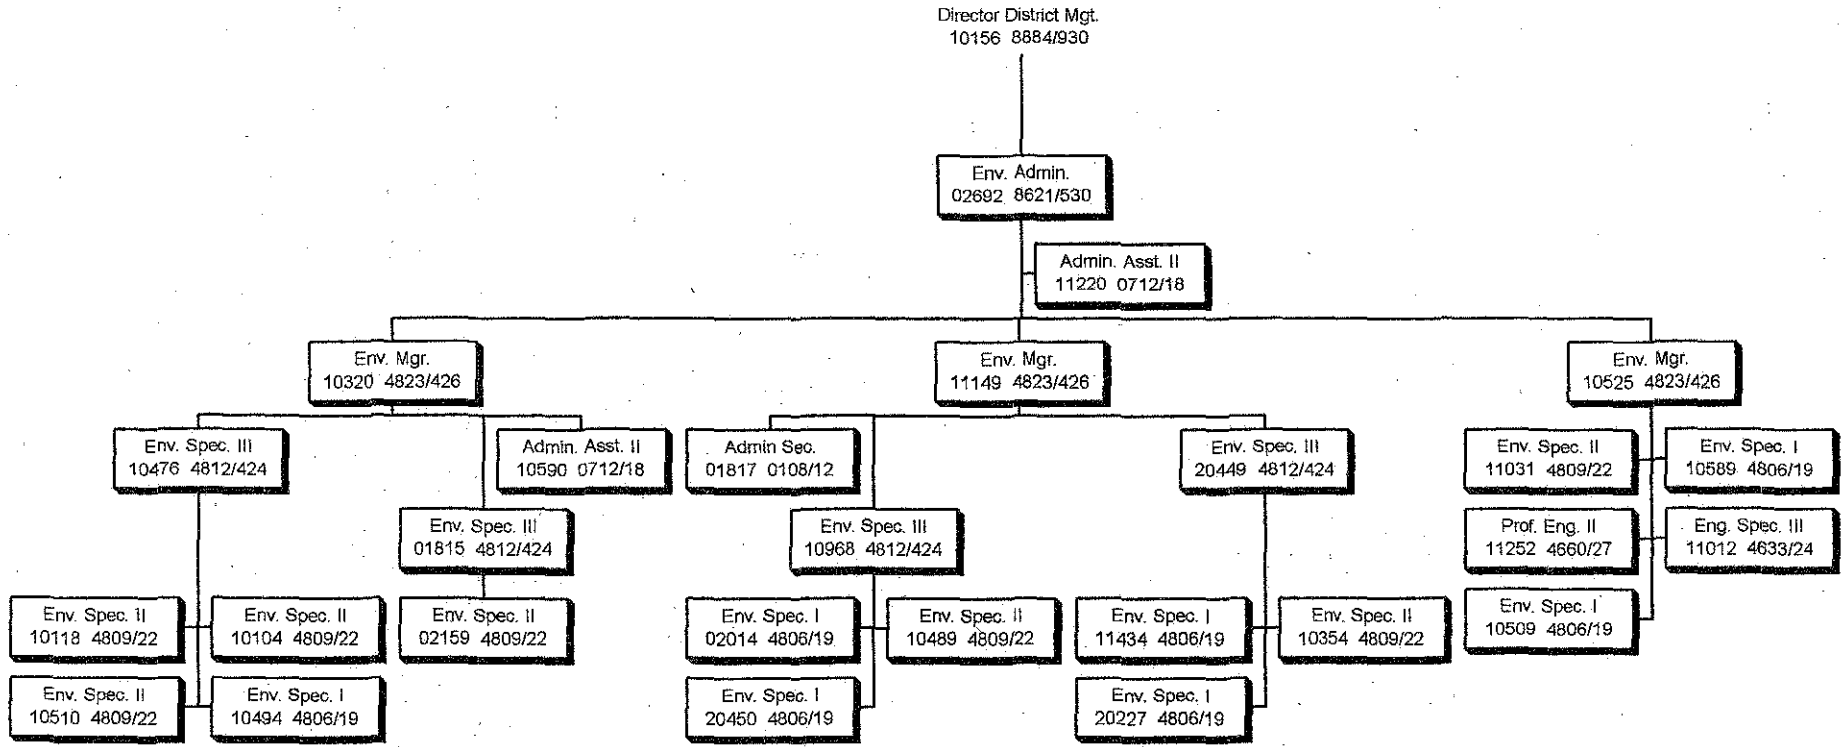 Director District Mgt.
10156 8884/930
Env. Admin.
02692 8621/530
Admin. Asst. II
11220 0712/18
Env. Mgr.
10320 4823/426
Env. Mgr.
11149 4823/426
Env. Mgr.
10525 4823/426
Env. Spec. III
10476 4812/424
Admin. Asst. II
10590 0712/18
Admin Sec.
01817 0108/12
Env. Spec. III
20449 4812/424
Env. Spec. II
11031 4809/22
Env. Spec. I
10589 4806/19
Env. Spec. III
01815 4812/424
Env. Spec. III
10968 4812/424
Prof. Eng. II
11252 4660/27
Eng. Spec. III
11012 4633/24
Env. Spec. II
10118 4809/22
Env. Spec. II
10104 4809/22
Env. Spec. II
02159 4809/22
Env. Spec. I
02014 4806/19
Env. Spec. II
10489 4809/22
Env. Spec. I
11434 4806/19
Env. Spec. II
10354 4809/22
Env. Spec. I
10509 4806/19
Env. Spec. II
10510 4809/22
Env. Spec. I
10494 4806/19
Env. Spec. I
20450 4806/19
Env. Spec. I
20227 4806/19